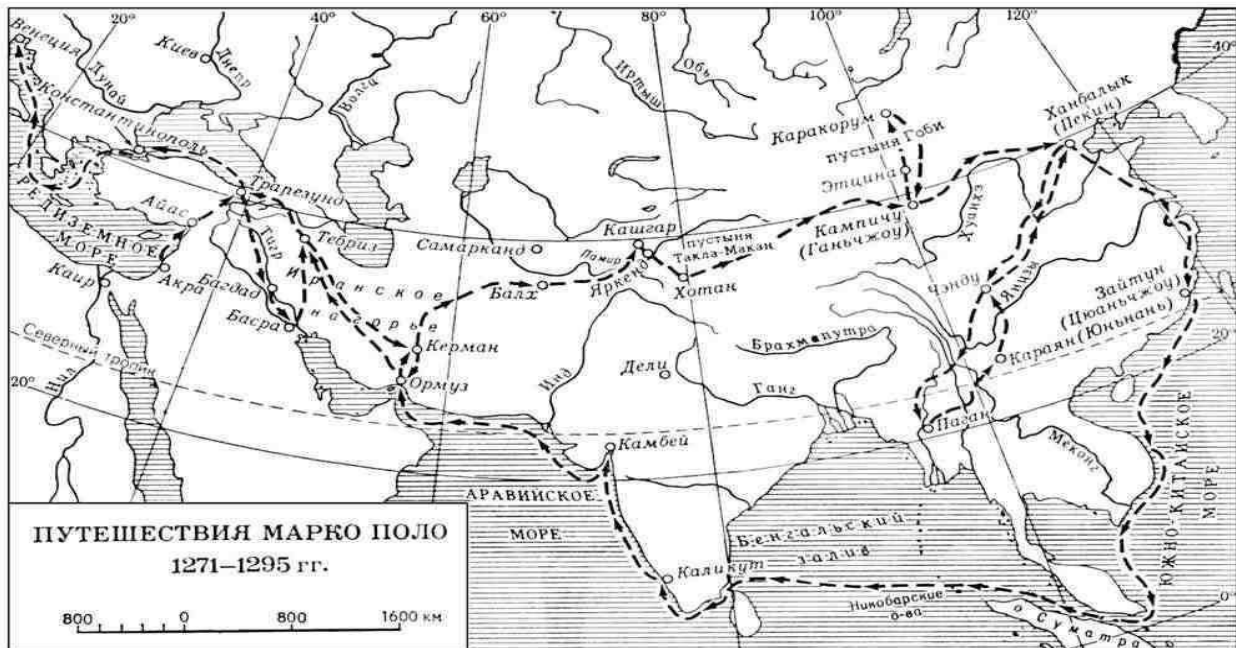 20°
40°
60°
80°
100°
120°
40°
Венеция
Киев
Днепр
Дунай
Константинополь
Волга
Иртыш
Обь
Каракорум
пустыня Гоби
Ханбалык
(Пекин)
Этцина
СРЕДИЗЕМНОЕ
МОРЕ
Айас
Трапезунд
Тебриз
Самарканд
Кашгар
Памир
пустыня
Такла-Макан
Кампичу
(Ганьчжоу)
Хуанхэ
Каир
Акра
Багдад
Тигр
Иранское
нагорье
Балх
Яркенд
Хотан
Чэнду
Янцзы
Зайтун
(Цюаньчжоу)
Басра
Северный тропик
Керман
Брахмапутра
Караян (Юньнань)
20°
20°
Нил
Ормуз
Инд
Дели
Ганг
Паган
Камбей
Меконг
АРАВИЙСКОЕ
МОРЕ
Бенгальский
залив
ЮЖНО-КИТАЙСКОЕ
МОРЕ
Каликут
Никобарские
о-ва
о. Суматра
0°
ПУТЕШЕСТВИЯ МАРКО ПОЛО
1271–1295 гг.
800 0 800 1600 км